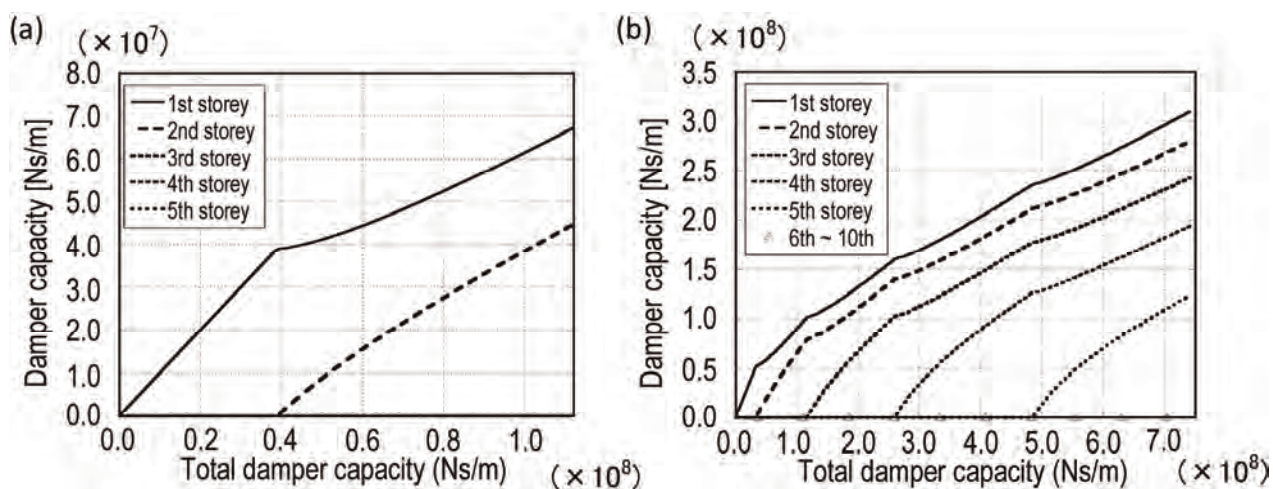 (a)
(×10⁷)
Damper capacity [Ns/m]
8.0
7.0
6.0
5.0
4.0
3.0
2.0
1.0
0.0
1st storey
2nd storey
3rd storey
4th storey
5th storey
0.0 0.2 0.4 0.6 0.8 1.0
Total damper capacity (Ns/m) (×10⁸)
(b)
(×10⁸)
Damper capacity [Ns/m]
3.5
3.0
2.5
2.0
1.5
1.0
0.5
0.0
1st storey
2nd storey
3rd storey
4th storey
5th storey
6th ~ 10th
0.0 1.0 2.0 3.0 4.0 5.0 6.0 7.0
Total damper capacity (Ns/m) (×10⁸)